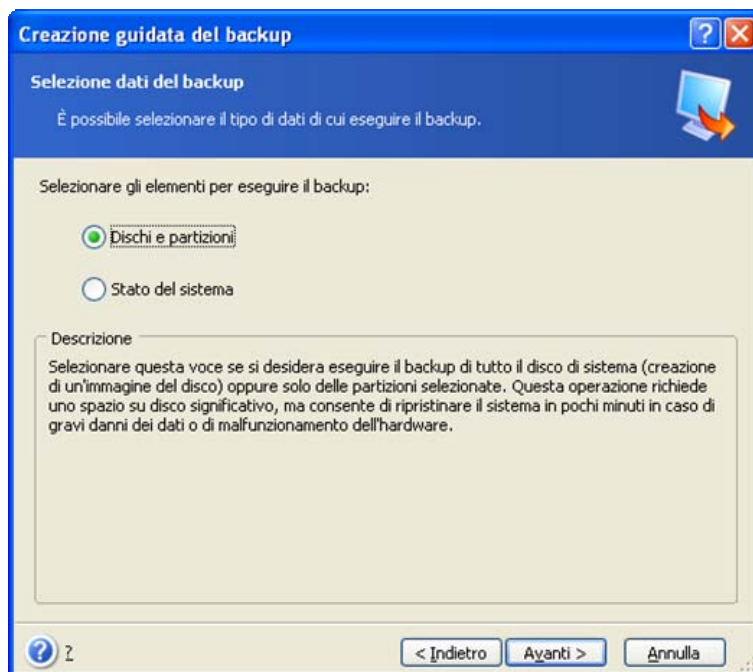 Creazione guidata del backup
Selezione dati del backup
È possibile selezionare il tipo di dati di cui eseguire il backup.
Selezionare gli elementi per eseguire il backup:
Dischi e partizioni
Stato del sistema
Descrizione
Selezionare questa voce se si desidera eseguire il backup di tutto il disco di sistema (creazione
di un'immagine del disco) oppure solo delle partizioni selezionate. Questa operazione richiede
uno spazio su disco significativo, ma consente di ripristinare il sistema in pochi minuti in caso di
gravi danni dei dati o di malfunzionamento dell'hardware.
? < Indietro Avanti > Annulla